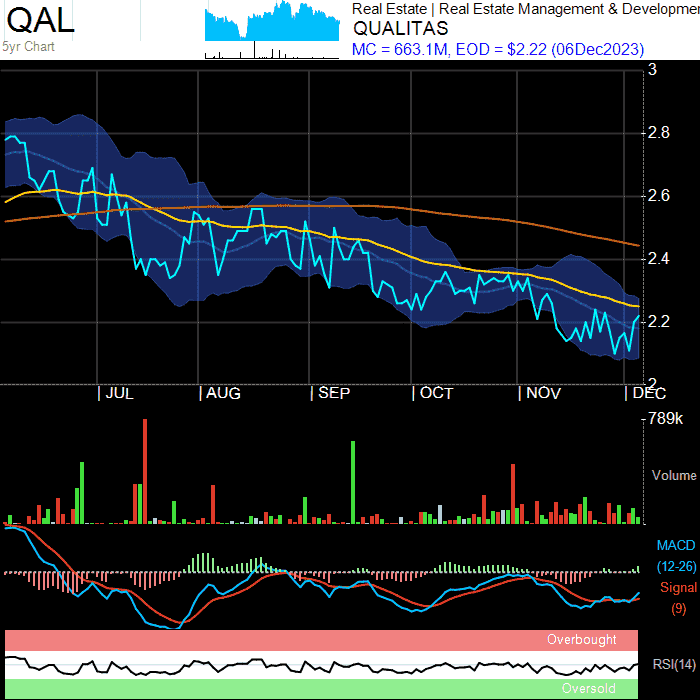 QAL
5yr Chart
Real Estate | Real Estate Management & Developmen
QUALITAS
MC = 663.1M, EOD = $2.22 (06Dec2023)
3
2.8
2.6
2.4
2.2
2
JUL | AUG | SEP | OCT | NOV | DEC
789k
Volume
MACD
(12-26)
Signal
(9)
Overbought
RSI(14)
Oversold